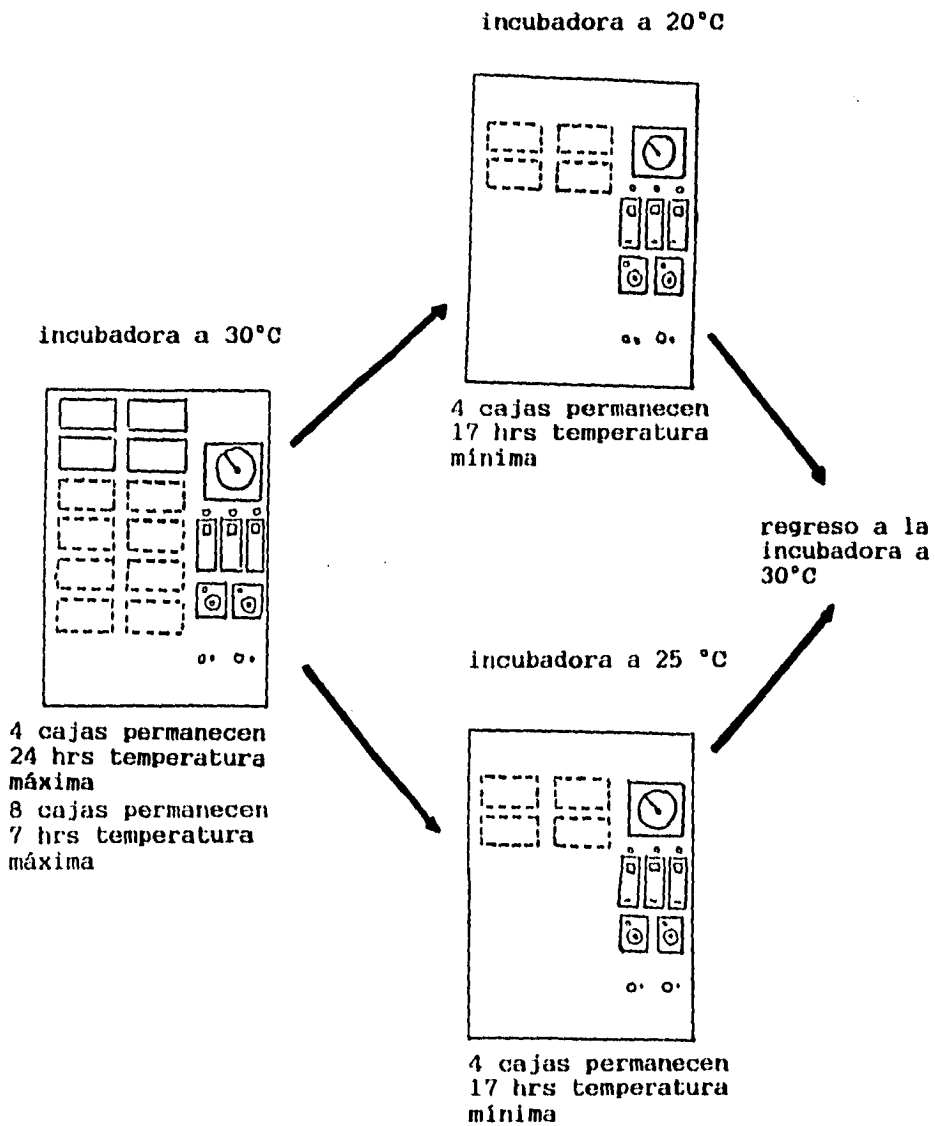 incubadora a 20°C
incubadora a 30°C
4 cajas permanecen
17 hrs temperatura
mínima
regreso a la
incubadora a
30°C
incubadora a 25 °C
4 cajas permanecen
24 hrs temperatura
máxima
8 cajas permanecen
7 hrs temperatura
máxima
4 cajas permanecen
17 hrs temperatura
mínima